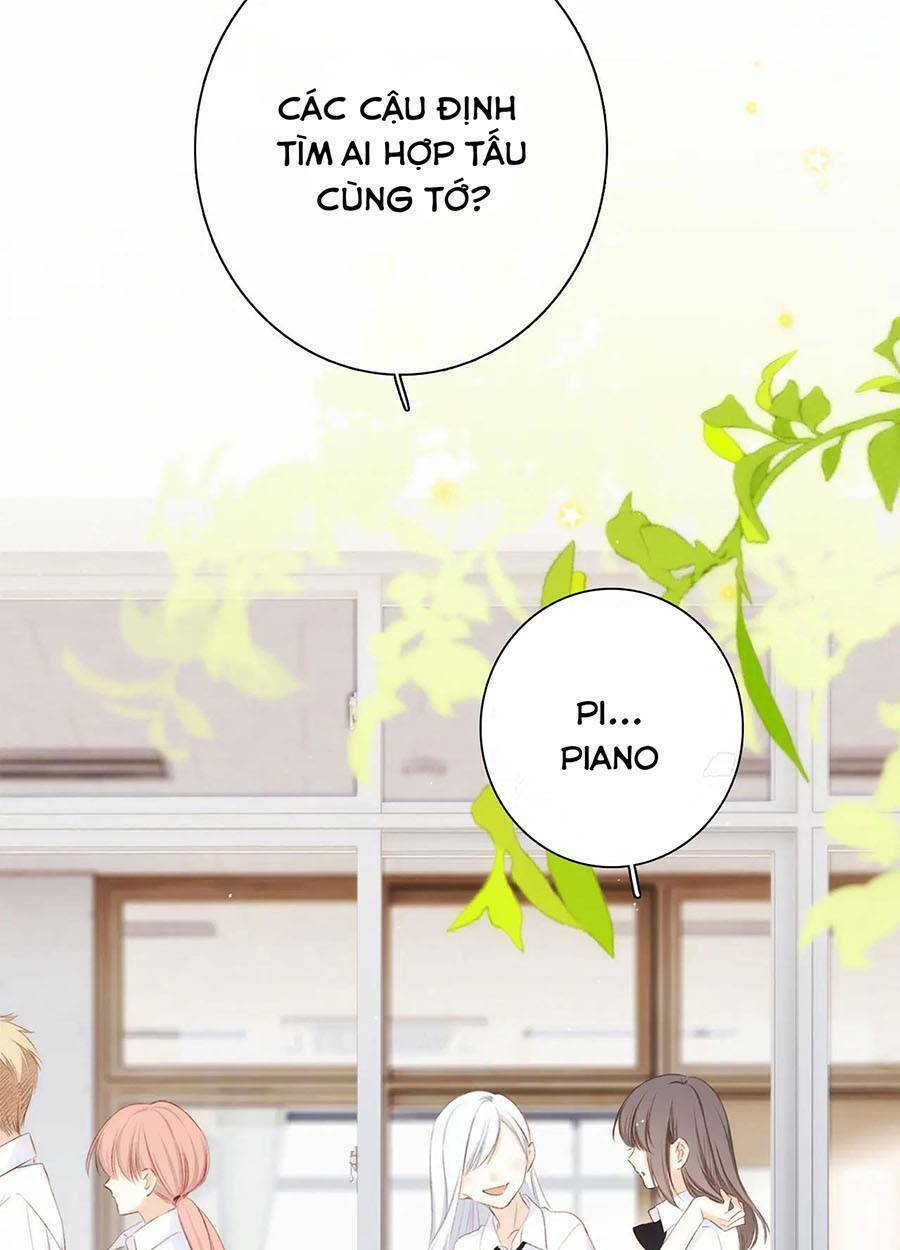 CÁC CẬU ĐỊNH
TÌM AI HỢP TẤU
CÙNG TỚ?
PI...
PIANO